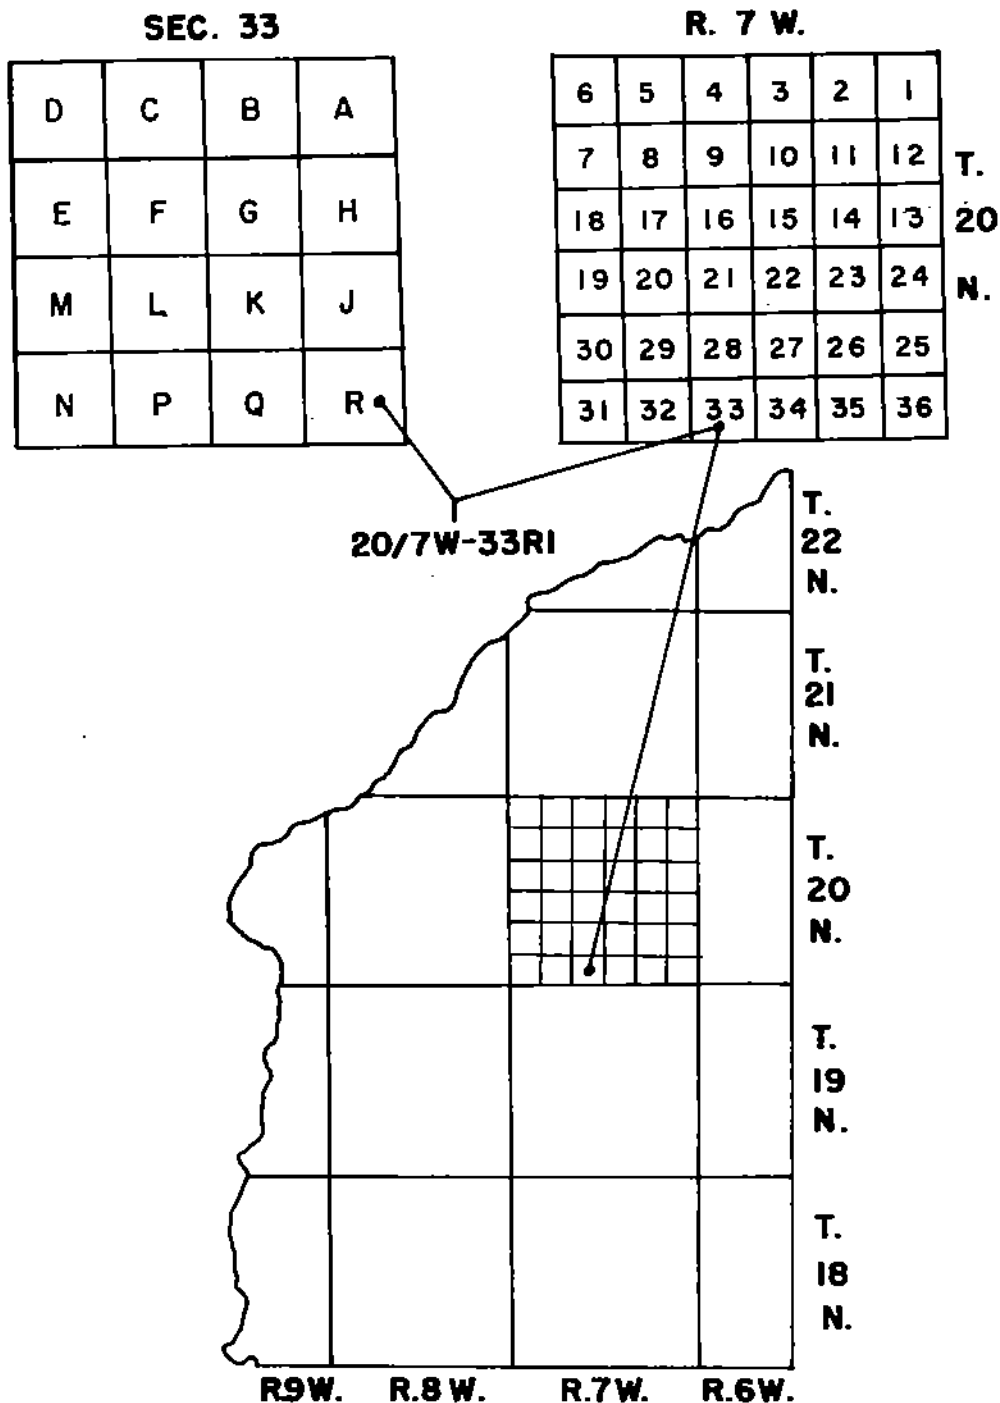 SEC. 33
D C B A
E F G H
M L K J
N P Q R
R. 7 W.
6 5 4 3 2 1
7 8 9 10 11 12
18 17 16 15 14 13
19 20 21 22 23 24
30 29 28 27 26 25
31 32 33 34 35 36
T.
20
N.
20/7W-33R1
T.
22
N.
T.
21
N.
T.
20
N.
T.
19
N.
T.
18
N.
R.9W. R.8W. R.7W. R.6W.